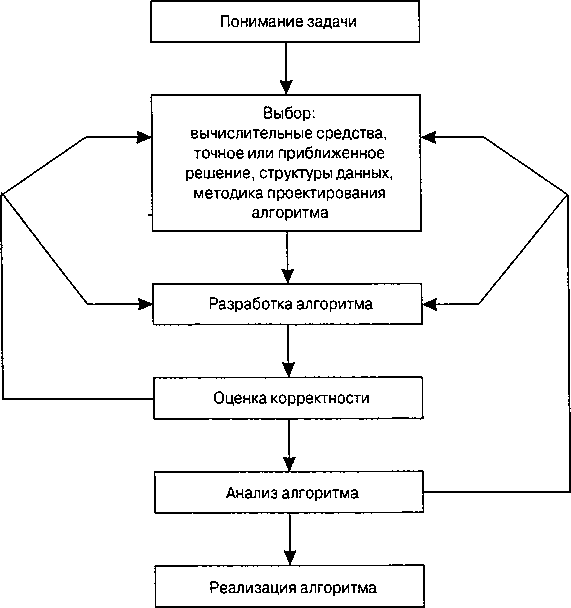 Понимание задачи
Выбор:
вычислительные средства,
точное или приближенное
решение, структуры данных,
методика проектирования
алгоритма
Разработка алгоритма
Оценка корректности
Анализ алгоритма
Реализация алгоритма